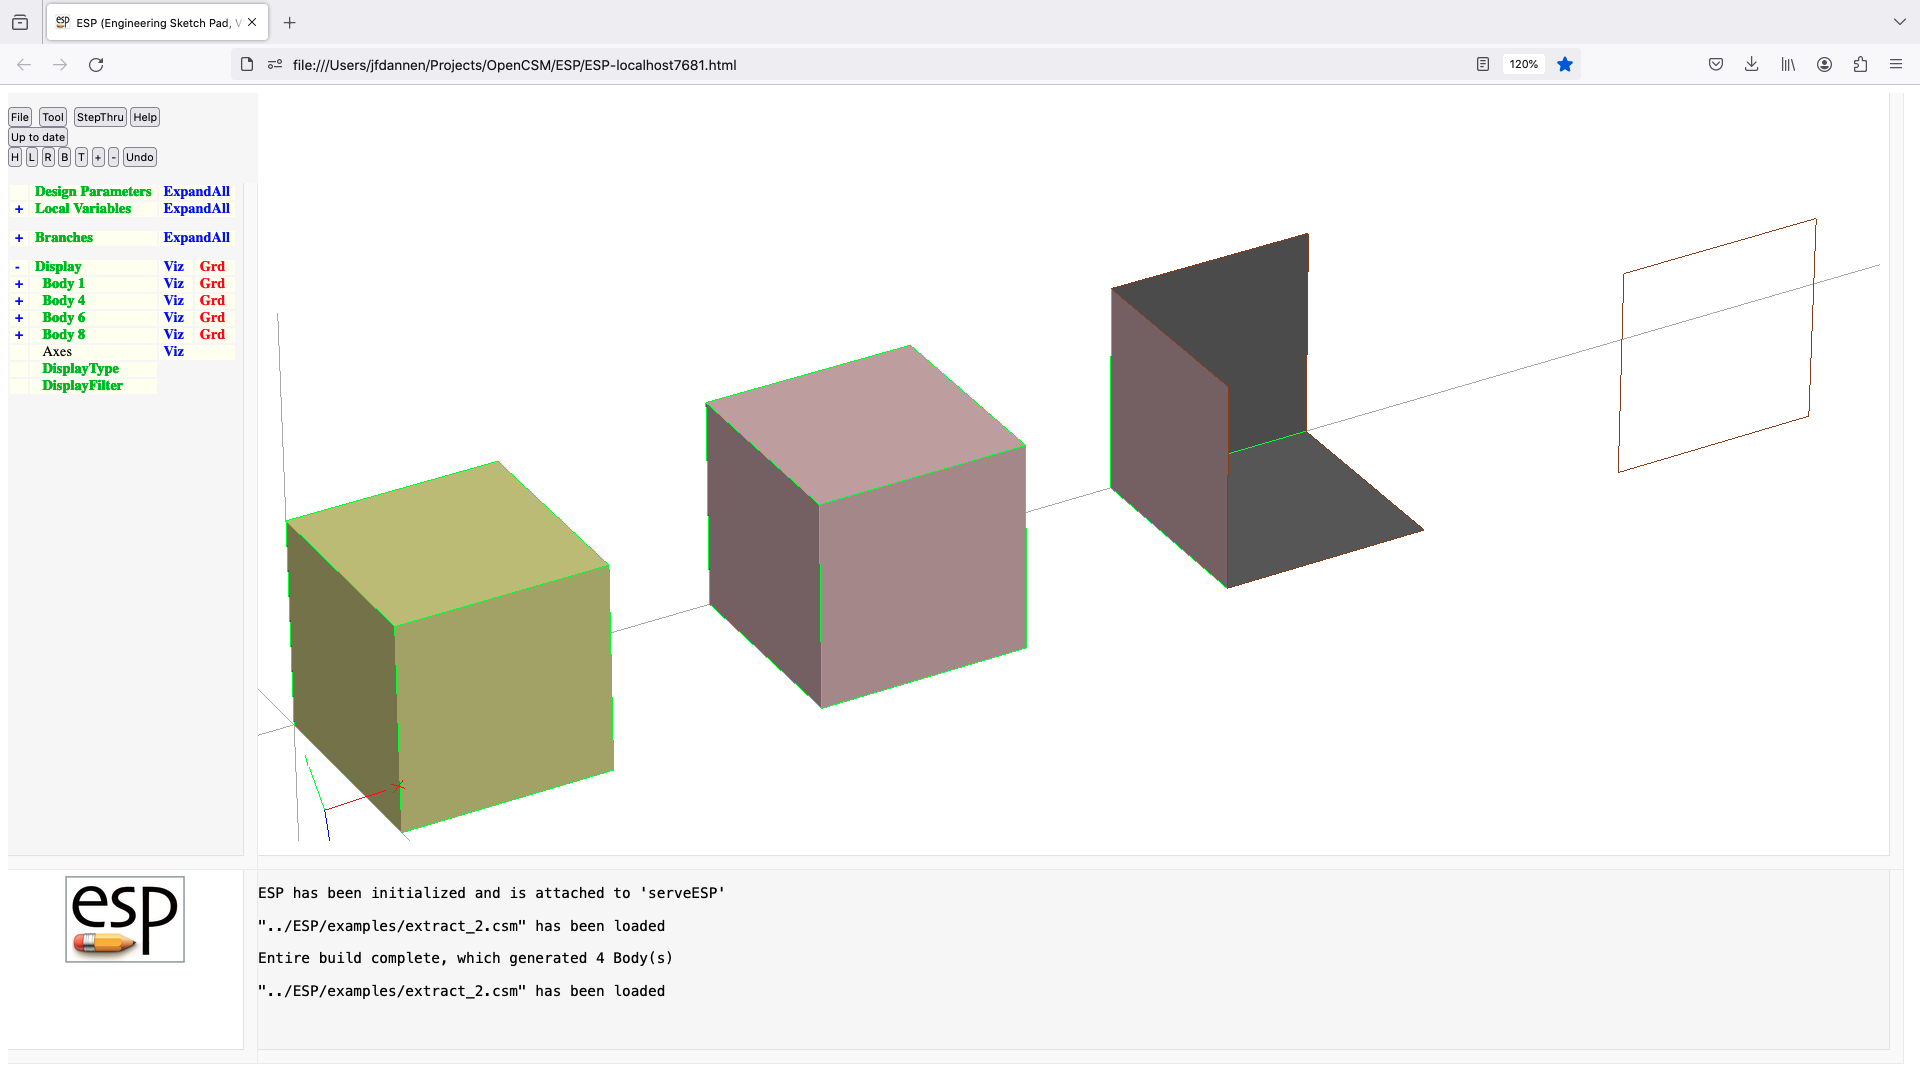 ESP (Engineering Sketch Pad, V
file:///Users/jfdannen/Projects/OpenCSM/ESP/ESP-localhost7681.html
120%
File Tool StepThru Help
Up to date
H L R B T + - Undo
Design Parameters ExpandAll
+ Local Variables ExpandAll
+ Branches ExpandAll
- Display Viz Grd
+ Body 1 Viz Grd
+ Body 4 Viz Grd
+ Body 6 Viz Grd
+ Body 8 Viz Grd
Axes Viz
DisplayType
DisplayFilter
X
esp
ESP has been initialized and is attached to 'serveESP'
"../ESP/examples/extract_2.csm" has been loaded
Entire build complete, which generated 4 Body(s)
"../ESP/examples/extract_2.csm" has been loaded